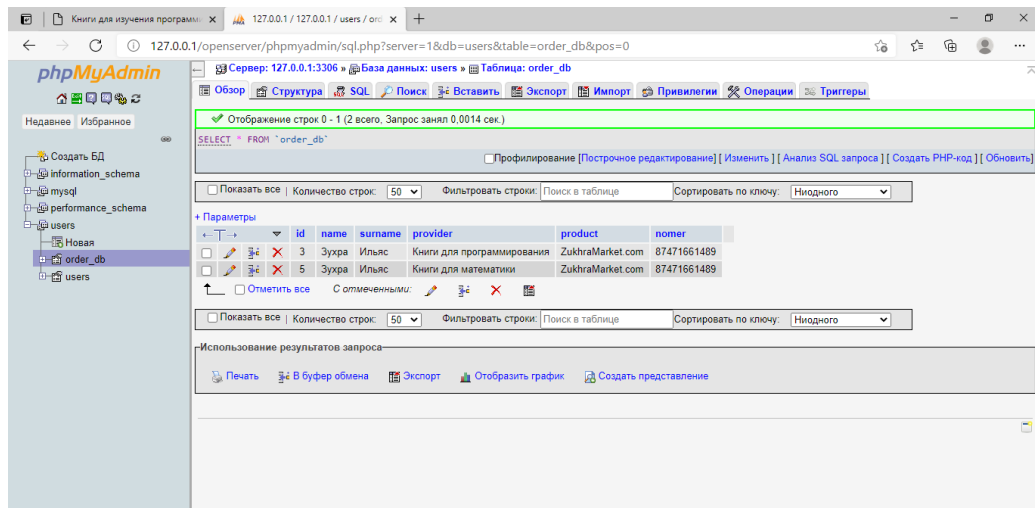 Книги для изучения программи
127.0.0.1 / 127.0.0.1 / users / ord
127.0.0.1/openserver/phpmyadmin/sql.php?server=1&db=users&table=order_db&pos=0
phpMyAdmin
Недавнее Избранное
Создать БД
information_schema
mysql
performance_schema
users
Новая
order_db
users
Сервер: 127.0.0.1:3306 » База данных: users » Таблица: order_db
Обзор Структура SQL Поиск Вставить Экспорт Импорт Привилегии Операции Триггеры
Отображение строк 0 - 1 (2 всего, Запрос занял 0,0014 сек.)
SELECT * FROM `order_db`
Профилирование [Построчное редактирование] [ Изменить ] [ Анализ SQL запроса ] [ Создать PHP-код ] [ Обновить]
Показать все | Количество строк: 50 Фильтровать строки: Поиск в таблице Сортировать по ключу: Ниодного
+ Параметры
←T→ id name surname provider product nomer
3 Зухра Ильяс Книги для программирования ZukhraMarket.com 87471661489
5 Зухра Ильяс Книги для математики ZukhraMarket.com 87471661489
Отметить все С отмеченными:
Показать все | Количество строк: 50 Фильтровать строки: Поиск в таблице Сортировать по ключу: Ниодного
Использование результатов запроса
Печать В буфер обмена Экспорт Отобразить график Создать представление